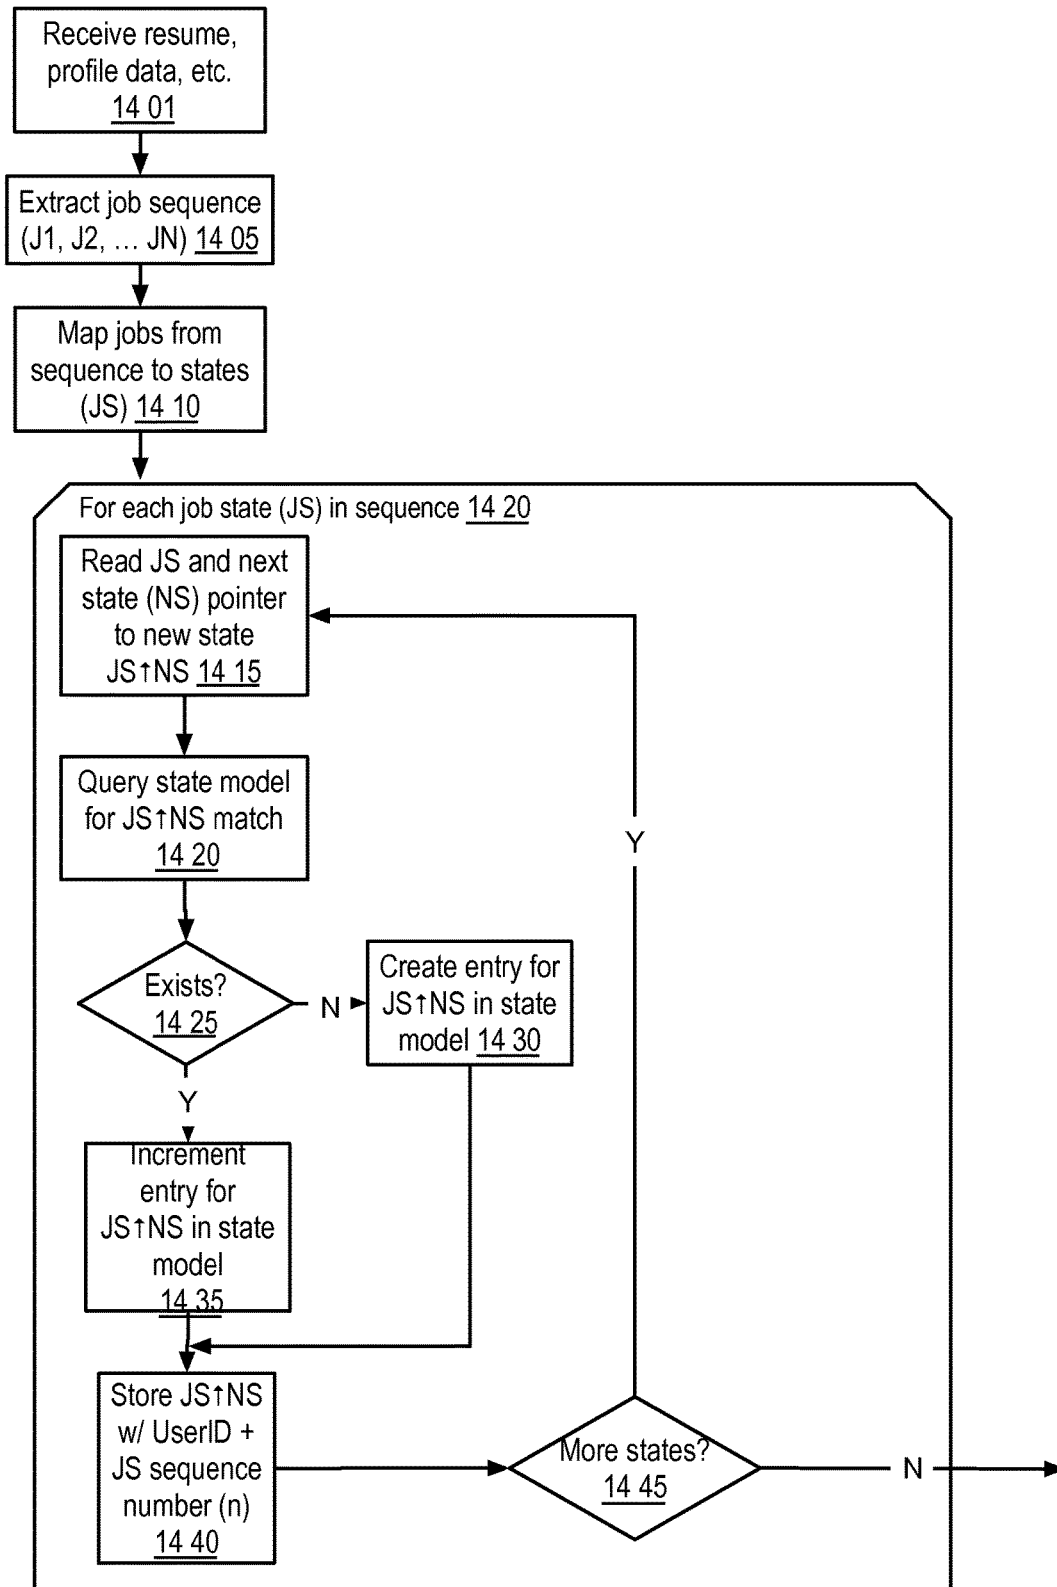 Receive resume,
profile data, etc.
14 01
Extract job sequence
(J1, J2, … JN) 14 05
Map jobs from
sequence to states
(JS) 14 10
For each job state (JS) in sequence 14 20
Read JS and next
state (NS) pointer
to new state
JS↑NS 14 15
Query state model
for JS↑NS match
14 20
Y
Exists?
14 25
N
Create entry for
JS↑NS in state
model 14 30
Y
Increment
entry for
JS↑NS in state
model
14 35
Store JS↑NS
w/ UserID +
JS sequence
number (n)
14 40
More states?
14 45
N